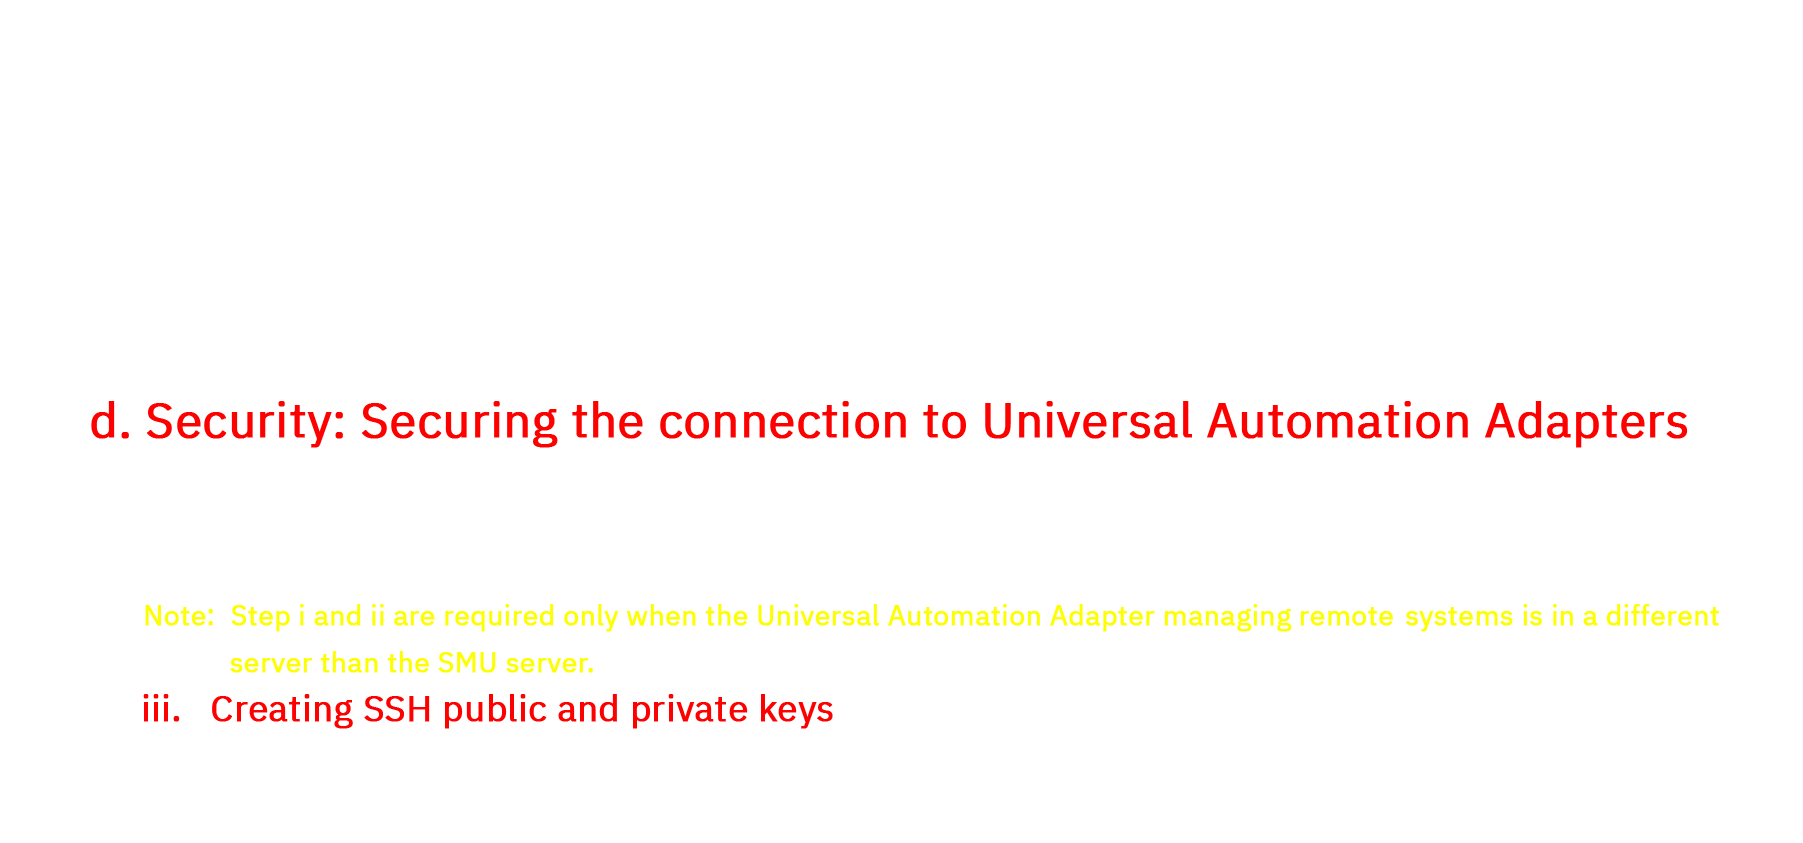 d. Security: Securing the connection to Universal Automation Adapters
Note: Step i and ii are required only when the Universal Automation Adapter managing remote systems is in a different
server than the SMU server.
iii. Creating SSH public and private keys